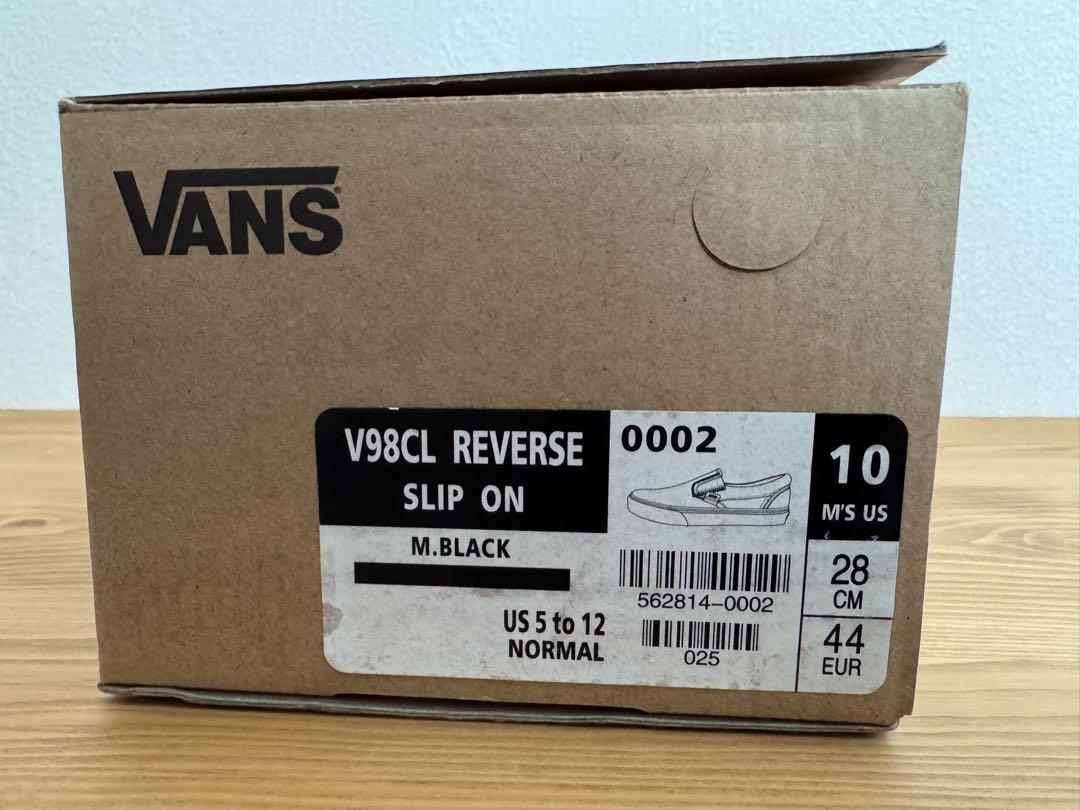 VANS®
V98CL REVERSE
SLIP ON
M.BLACK
US 5 to 12
NORMAL
0002
562814-0002
025
10
M'S US
28
CM
44
EUR